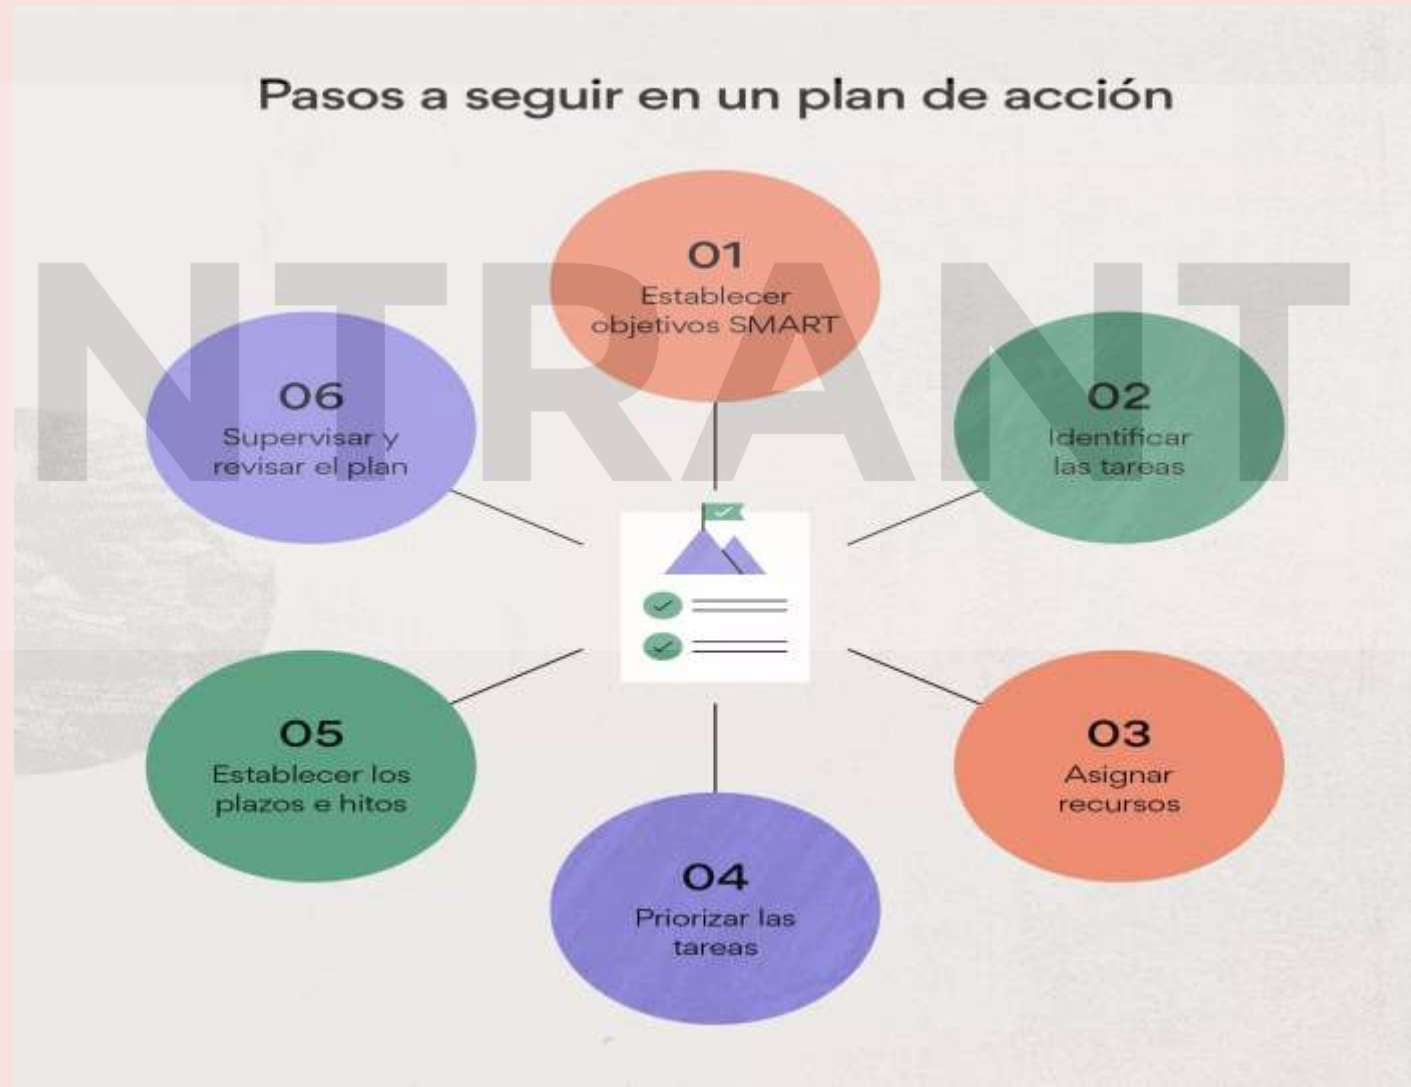 Pasos a seguir en un plan de acción
01
Establecer
objetivos SMART
02
Identificar
las tareas
03
Asignar
recursos
04
Priorizar las
tareas
05
Establecer los
plazos e hitos
06
Supervisar y
revisar el plan
NTRANT